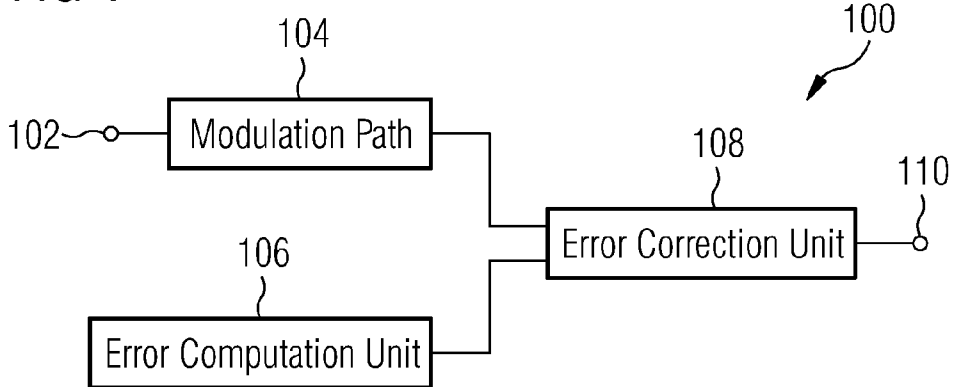 104
100
102
Modulation Path
108
110
Error Correction Unit
106
Error Computation Unit